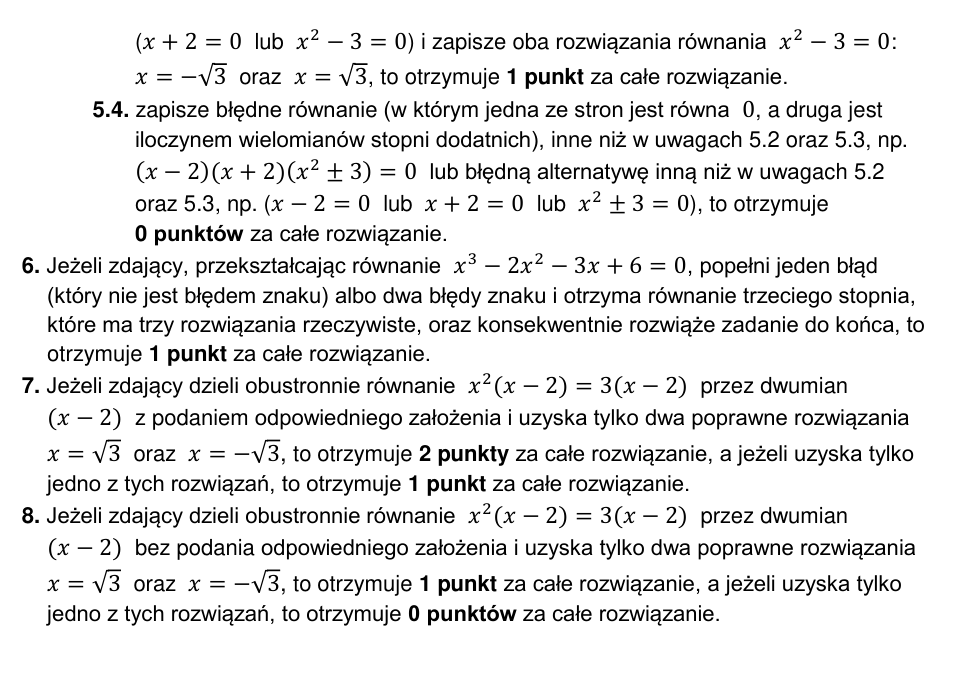 (x + 2 = 0 lub x² − 3 = 0) i zapisze oba rozwiązania równania x² − 3 = 0:
x = −√3 oraz x = √3, to otrzymuje 1 punkt za całe rozwiązanie.
5.4. zapisze błędne równanie (w którym jedna ze stron jest równa 0, a druga jest
iloczynem wielomianów stopni dodatnich), inne niż w uwagach 5.2 oraz 5.3, np.
(x − 2)(x + 2)(x² ± 3) = 0 lub błędną alternatywę inną niż w uwagach 5.2
oraz 5.3, np. (x − 2 = 0 lub x + 2 = 0 lub x² ± 3 = 0), to otrzymuje
0 punktów za całe rozwiązanie.
6. Jeżeli zdający, przekształcając równanie x³ − 2x² − 3x + 6 = 0, popełni jeden błąd
(który nie jest błędem znaku) albo dwa błędy znaku i otrzyma równanie trzeciego stopnia,
które ma trzy rozwiązania rzeczywiste, oraz konsekwentnie rozwiąże zadanie do końca, to
otrzymuje 1 punkt za całe rozwiązanie.
7. Jeżeli zdający dzieli obustronnie równanie x²(x − 2) = 3(x − 2) przez dwumian
(x − 2) z podaniem odpowiedniego założenia i uzyska tylko dwa poprawne rozwiązania
x = √3 oraz x = −√3, to otrzymuje 2 punkty za całe rozwiązanie, a jeżeli uzyska tylko
jedno z tych rozwiązań, to otrzymuje 1 punkt za całe rozwiązanie.
8. Jeżeli zdający dzieli obustronnie równanie x²(x − 2) = 3(x − 2) przez dwumian
(x − 2) bez podania odpowiedniego założenia i uzyska tylko dwa poprawne rozwiązania
x = √3 oraz x = −√3, to otrzymuje 1 punkt za całe rozwiązanie, a jeżeli uzyska tylko
jedno z tych rozwiązań, to otrzymuje 0 punktów za całe rozwiązanie.